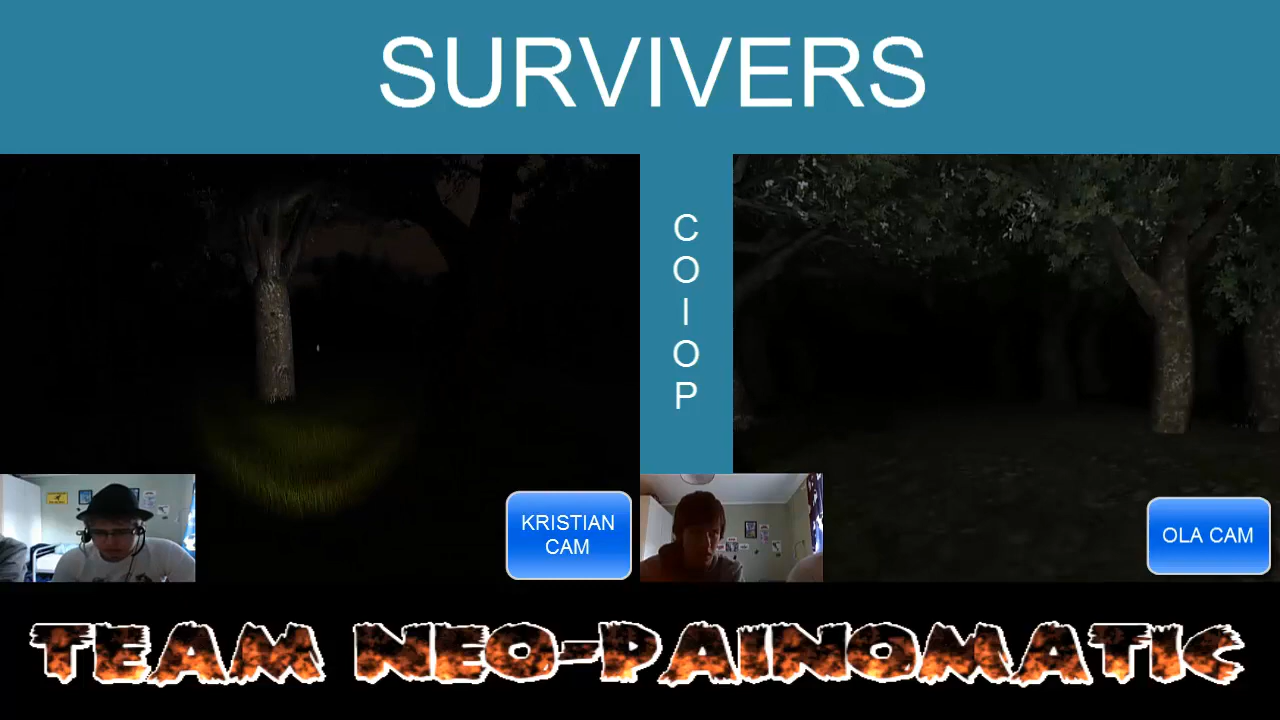 SURVIVERS
C
O
I
O
P
KRISTIAN
CAM
OLA CAM
TEAM NEO-PAINOMATIC